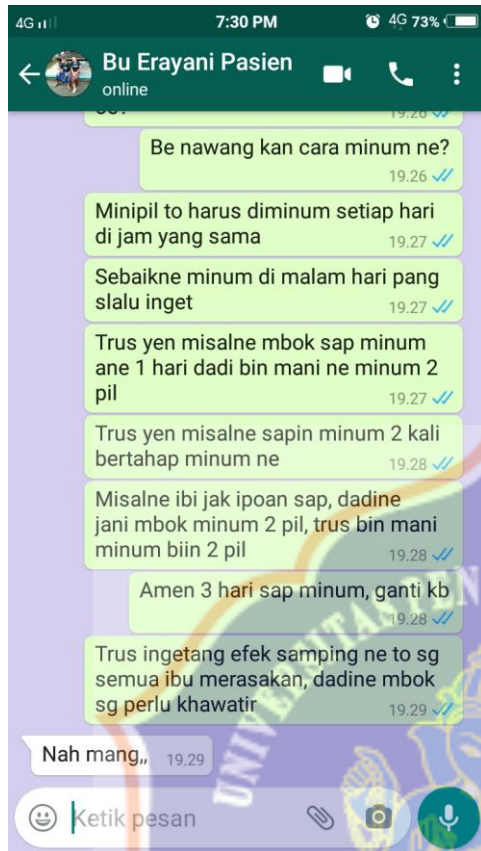 4G 7:30 PM 4G 73%
Bu Erayani Pasien
online
19.26
Be nawang kan cara minum ne?
19.26
Minipil to harus diminum setiap hari
di jam yang sama
19.27
Sebaikne minum di malam hari pang
slalu inget
19.27
Trus yen misalne mbok sap minum
ane 1 hari dadi bin mani ne minum 2
pil
19.27
Trus yen misalne sapin minum 2 kali
bertahap minum ne
19.28
Misalne ibi jak ipoan sap, dadine
jani mbok minum 2 pil, trus bin mani
minum biin 2 pil
19.28
Amen 3 hari sap minum, ganti kb
19.28
Trus ingetang efek samping ne to sg
semua ibu merasakan, dadine mbok
sg perlu khawatir
19.29
Nah mang,, 19.29
Ketik pesan